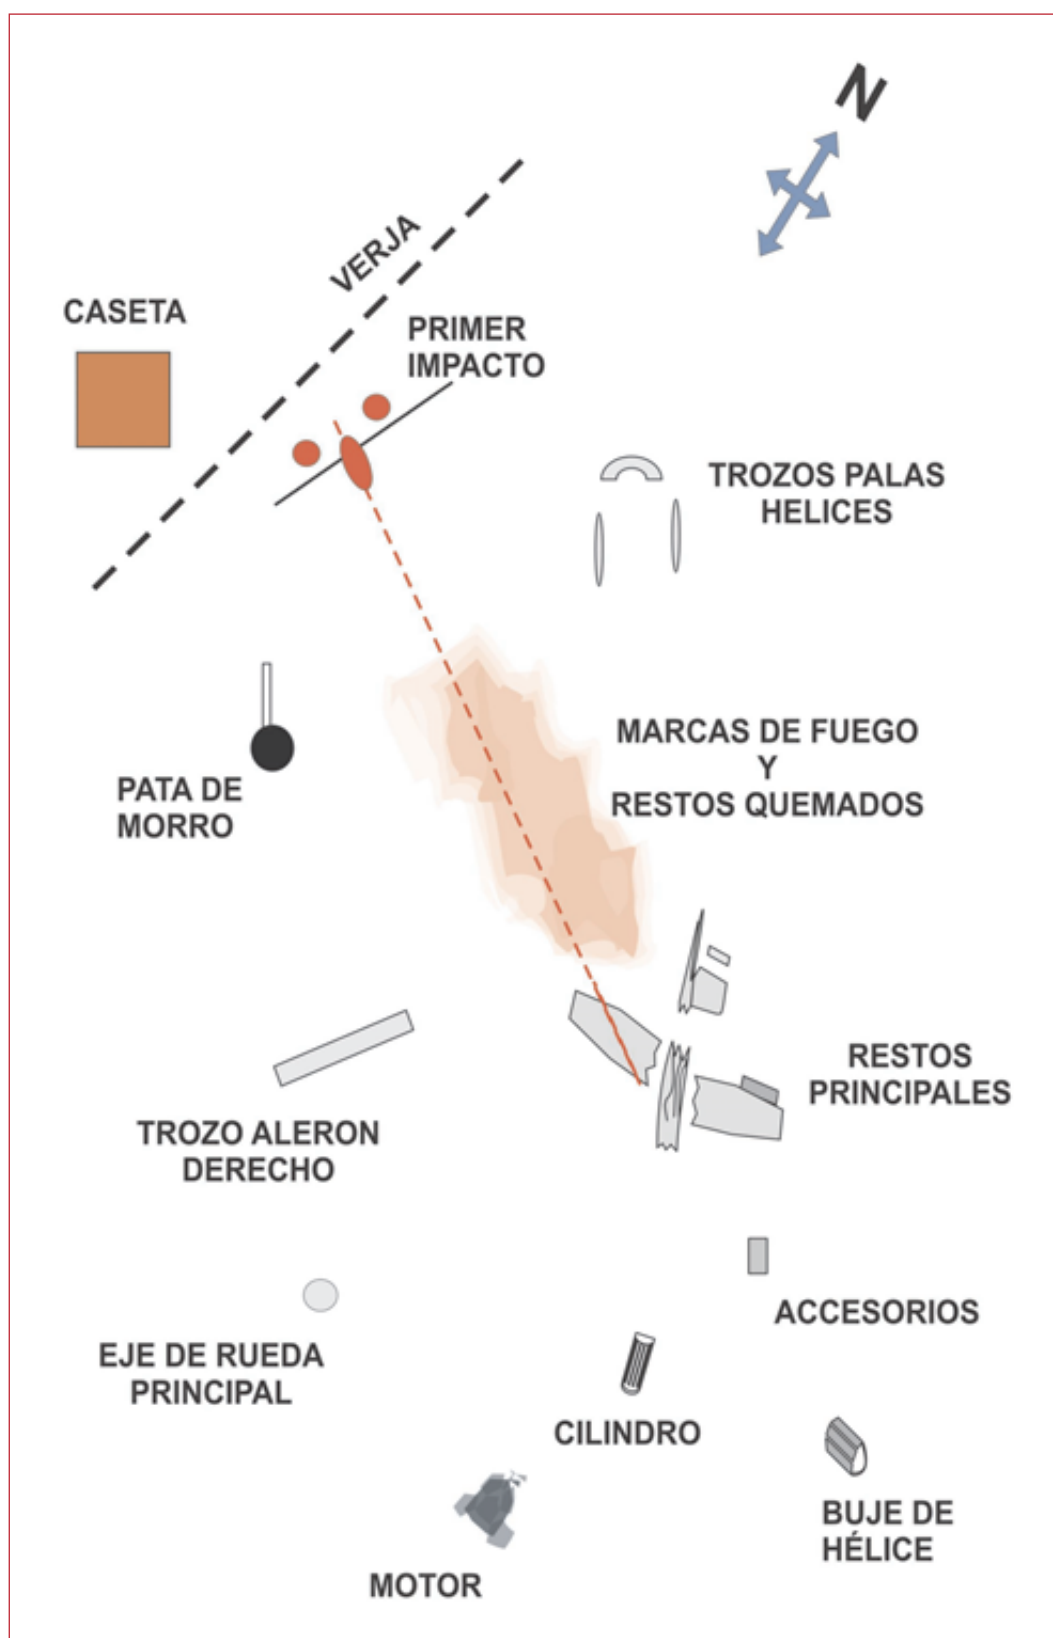 N
VERJA
CASETA
PRIMER
IMPACTO
TROZOS PALAS
HELICES
MARCAS DE FUEGO
Y
RESTOS QUEMADOS
PATA DE
MORRO
RESTOS
PRINCIPALES
TROZO ALERON
DERECHO
ACCESORIOS
EJE DE RUEDA
PRINCIPAL
CILINDRO
BUJE DE
HÉLICE
MOTOR